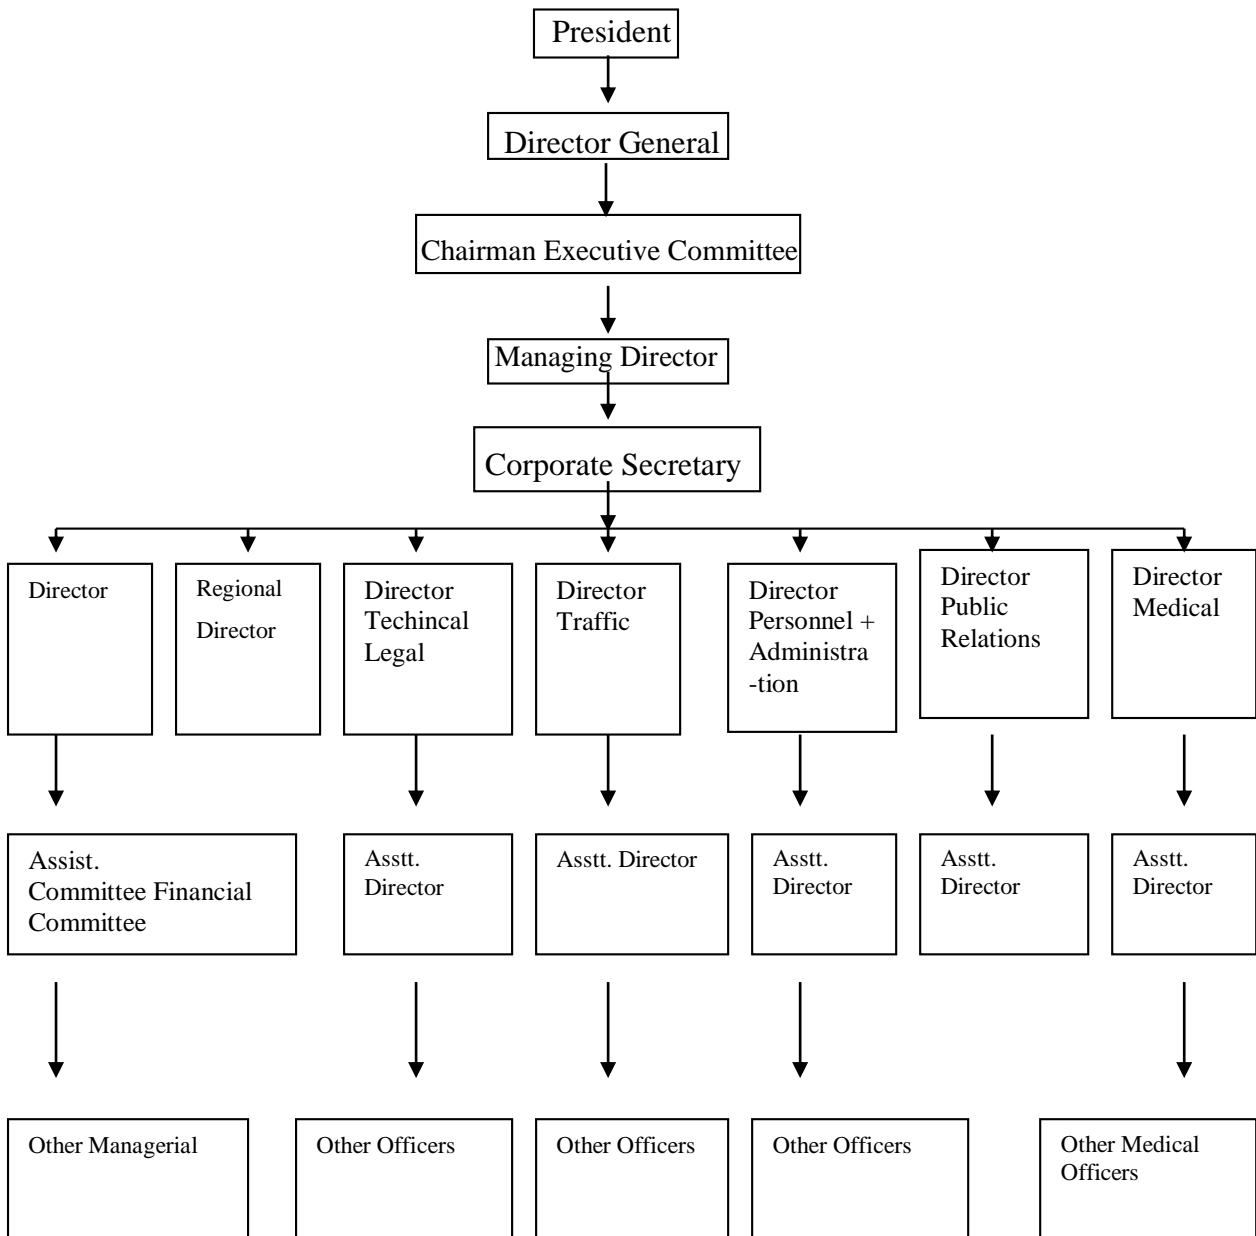 President
Director General
Chairman Executive Committee
Managing Director
Corporate Secretary
Director
Regional
Director
Director
Techincal
Legal
Director
Traffic
Director
Personnel +
Administra
-tion
Director
Public
Relations
Director
Medical
Assist.
Committee Financial
Committee
Asstt.
Director
Asstt. Director
Asstt.
Director
Asstt.
Director
Asstt.
Director
Other Managerial
Other Officers
Other Officers
Other Officers
Other Medical
Officers